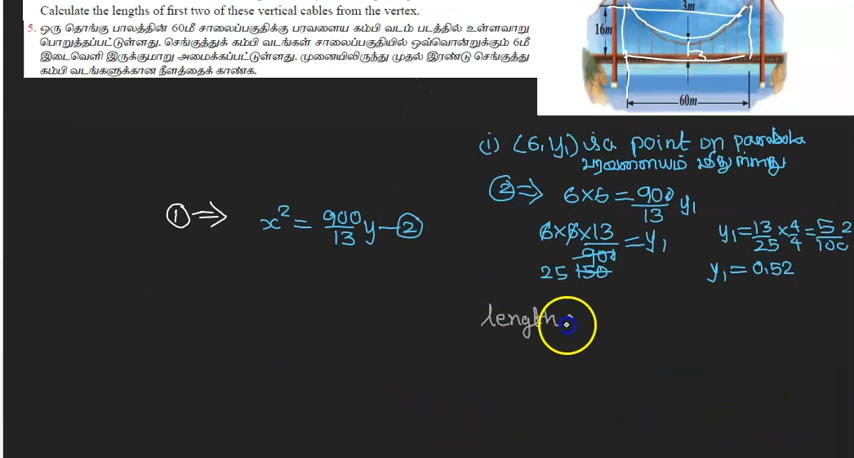 Calculate the lengths of first two of these vertical cables from the vertex.
5. ஒரு தொங்கு பாலத்தின் 60மீ சாலைப்பகுதிக்கு பரவளைய கம்பி வடம் படத்தில் உள்ளவாறு
பொறுத்தப்பட்டுள்ளது. செங்குத்துக் கம்பி வடங்கள் சாலைப்பகுதியில் ஒவ்வொன்றுக்கும் 6மீ
இடைவெளி இருக்குமாறு அமைக்கப்பட்டுள்ளது. முனையிலிருந்து முதல் இரண்டு செங்குத்து
கம்பி வடங்களுக்கான நீளத்தைக் காண்க.
3m
16m
3
60m
① ⇒ x² = 900/13 y — ②
(i) (6, y₁) is a point on parabola
பரவளையம் மீதுள்ளது
② ⇒ 6×6 = 900/13 y₁
6×6×13/900 = y₁
25 150
y₁ = 13/25 × 4/4 = 52/100
y₁ = 0.52
length